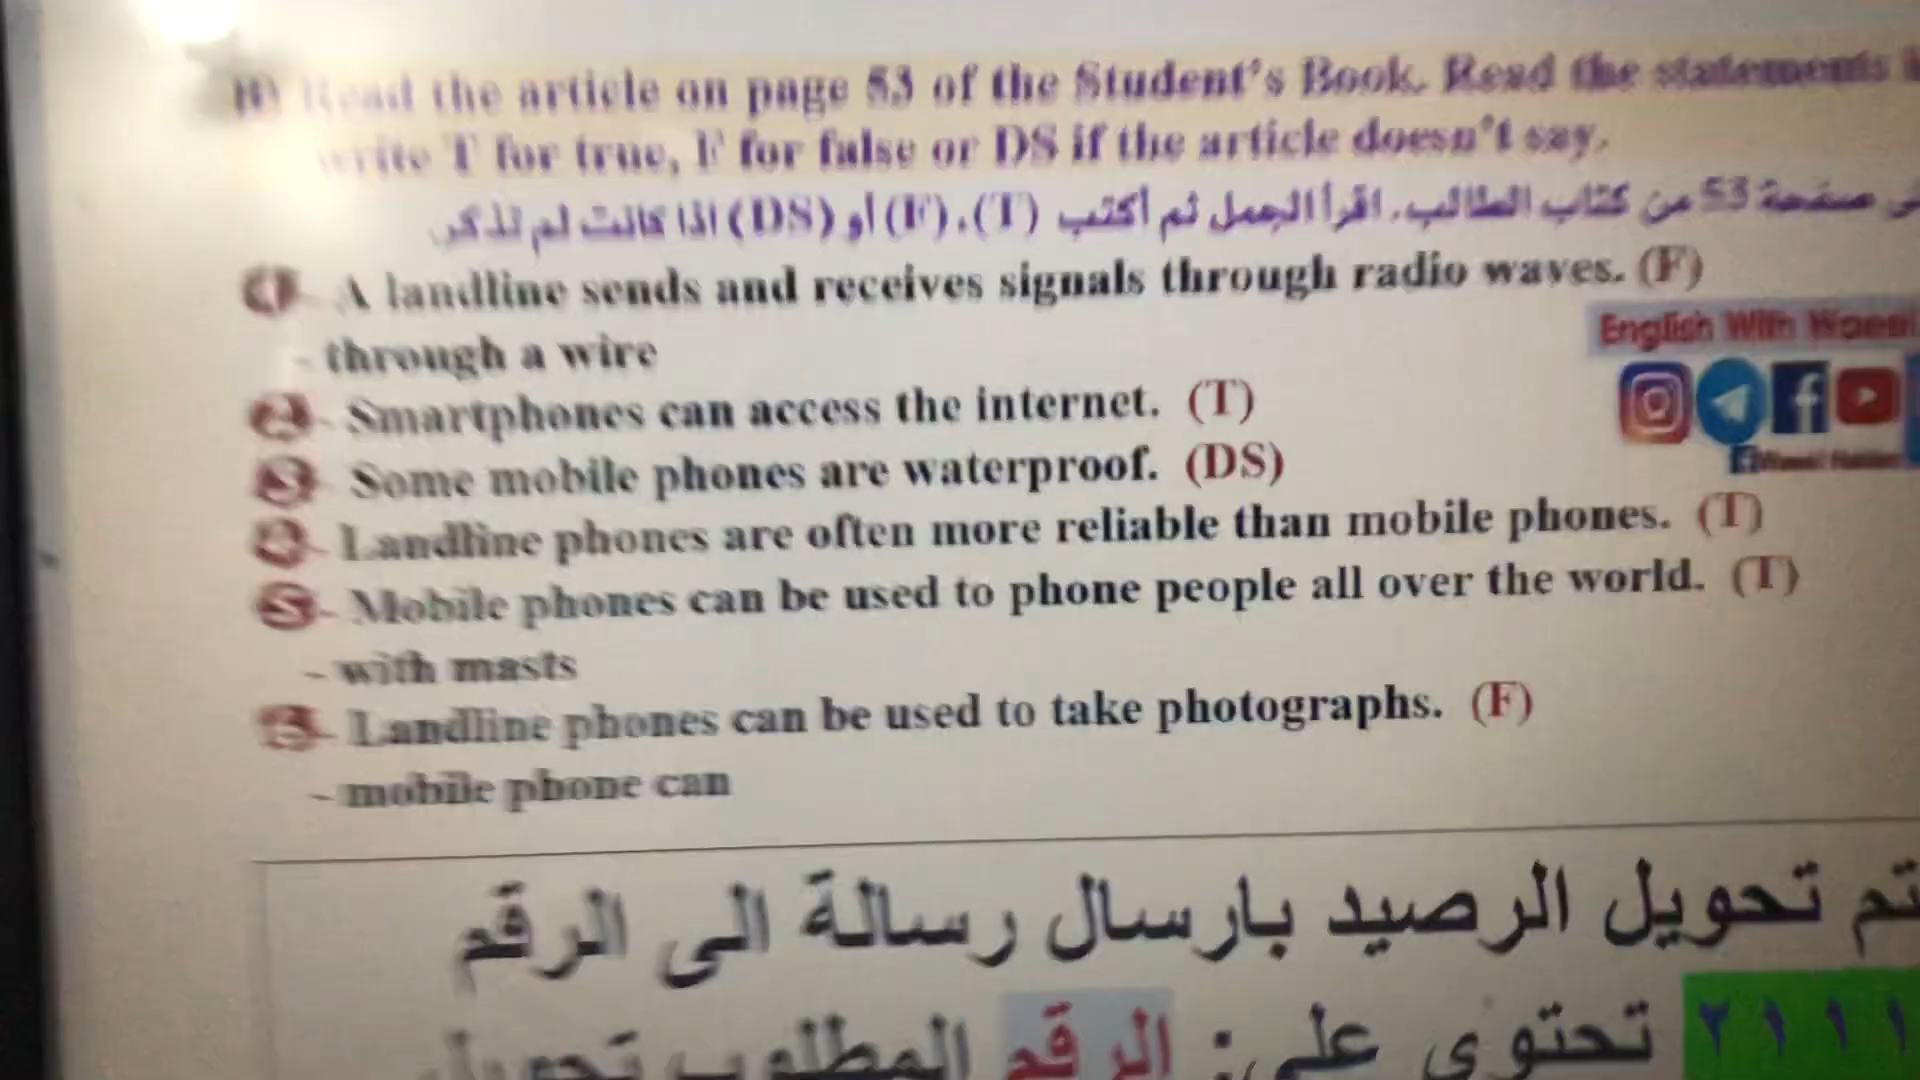 B) Read the article on page 53 of the Student's Book. Read the statements
write T for true, F for false or DS if the article doesn't say.
صفحة 53 من كتاب الطالب. اقرأ الجمل ثم أكتب (T)، (F) أو (DS) اذا كانت لم تذكر.
1- A landline sends and receives signals through radio waves. (F)
- through a wire
English With Wael
2- Smartphones can access the internet. (T)
3- Some mobile phones are waterproof. (DS)
4- Landline phones are often more reliable than mobile phones. (T)
5- Mobile phones can be used to phone people all over the world. (T)
- with masts
6- Landline phones can be used to take photographs. (F)
- mobile phone can
تم تحويل الرصيد بارسال رسالة الى الرقم
٢١١١ تحتوي على: الرقم المطلوب تحويل